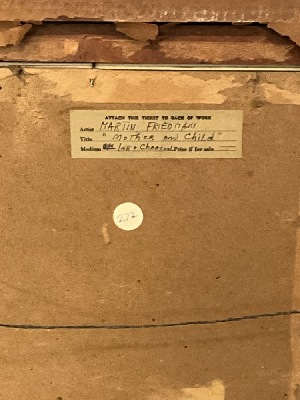 ATTACH THIS TICKET TO BACK OF WORK
Artist MARTIN FRIEDMAN
Title "Mother and Child"
Medium Ink + Charcoal Price if for sale
272